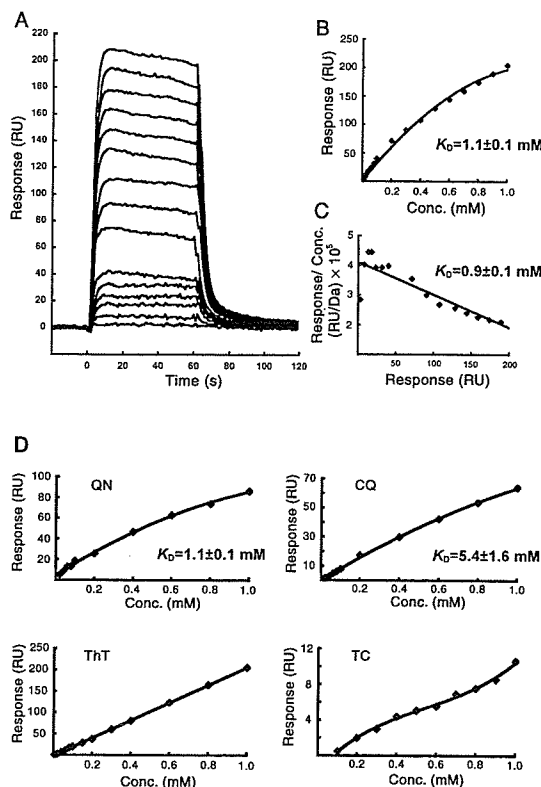 A
Response (RU)
220
200
180
160
140
120
100
80
60
40
20
0
0 20 40 60 80 100 120
Time (s)
B
Response (RU)
250
200
150
100
50
K_D=1.1±0.1 mM
0.2 0.4 0.6 0.8 1.0
Conc. (mM)
C
Response/ Conc.
(RU/Da) × 10⁵
5
4
3
2
K_D=0.9±0.1 mM
0 50 100 150 200
Response (RU)
D
QN
Response (RU)
100
80
60
40
20
K_D=1.1±0.1 mM
0.2 0.4 0.6 0.8 1.0
Conc. (mM)
CQ
Response (RU)
70
50
30
10
K_D=5.4±1.6 mM
0.2 0.4 0.6 0.8 1.0
Conc. (mM)
ThT
Response (RU)
250
200
150
100
50
0.2 0.4 0.6 0.8 1.0
Conc. (mM)
TC
Response (RU)
12
8
4
0.2 0.4 0.6 0.8 1.0
Conc. (mM)